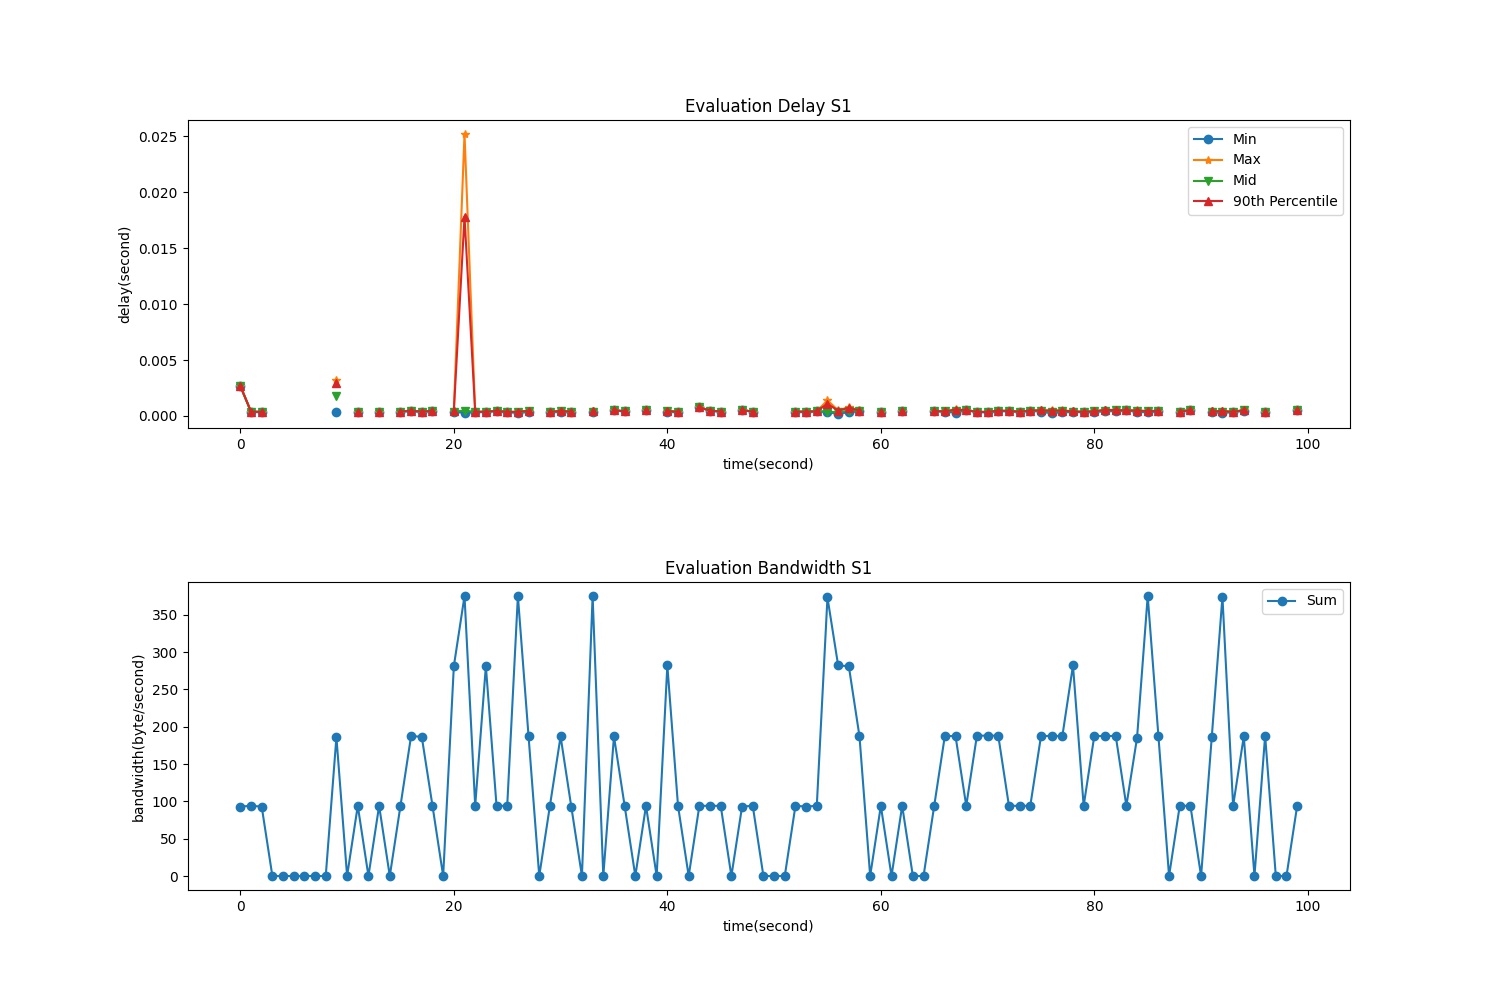 Evaluation Delay S1
0.025
0.020
0.015
0.010
0.005
0.000
delay(second)
Min
Max
Mid
90th Percentile
0 20 40 60 80 100
time(second)
Evaluation Bandwidth S1
350
300
250
200
150
100
50
0
bandwidth(byte/second)
Sum
0 20 40 60 80 100
time(second)